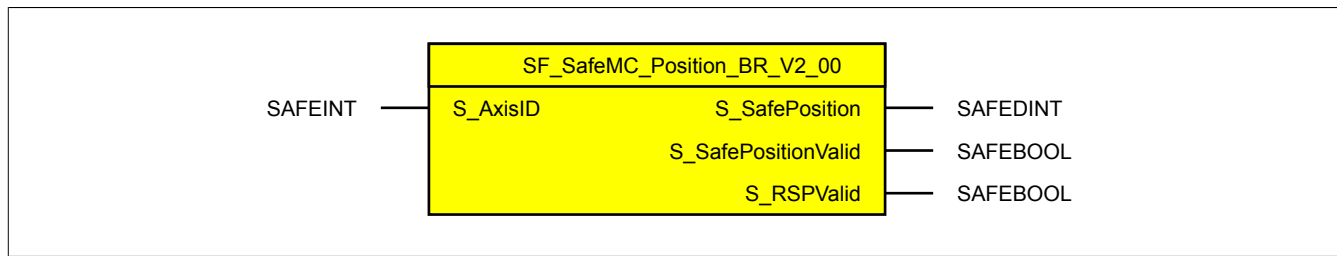 SF_SafeMC_Position_BR_V2_00
SAFEINT S_AxisID S_SafePosition SAFEDINT
S_SafePositionValid SAFEBOOL
S_RSPValid SAFEBOOL